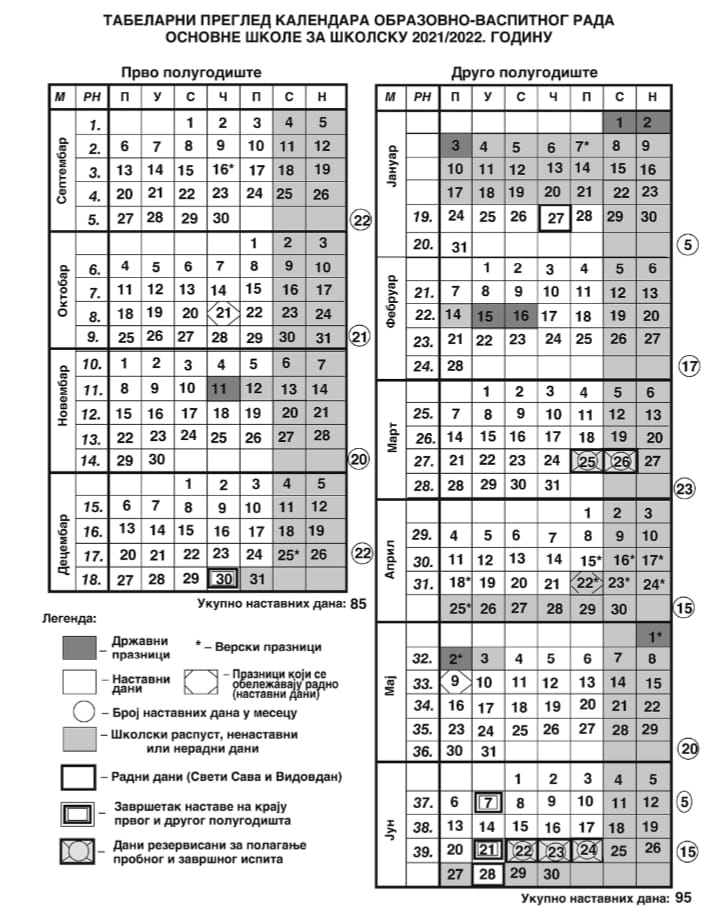 ТАБЕЛАРНИ ПРЕГЛЕД КАЛЕНДАРА ОБРАЗОВНО-ВАСПИТНОГ РАДА
ОСНОВНЕ ШКОЛЕ ЗА ШКОЛСКУ 2021/2022. ГОДИНУ
Прво полугодиште
М РН П У С Ч П С Н
Септембар
1. 1 2 3 4 5
2. 6 7 8 9 10 11 12
3. 13 14 15 16* 17 18 19
4. 20 21 22 23 24 25 26
5. 27 28 29 30 22
Октобар
1 2 3
6. 4 5 6 7 8 9 10
7. 11 12 13 14 15 16 17
8. 18 19 20 21 22 23 24
9. 25 26 27 28 29 30 31 21
Новембар
10. 1 2 3 4 5 6 7
11. 8 9 10 11 12 13 14
12. 15 16 17 18 19 20 21
13. 22 23 24 25 26 27 28
14. 29 30 20
Децембар
1 2 3 4 5
15. 6 7 8 9 10 11 12
16. 13 14 15 16 17 18 19
17. 20 21 22 23 24 25* 26 22
18. 27 28 29 30 31
Укупно наставних дана: 85
Легенда:
– Државни
празници
* – Верски празници
– Наставни
дани
– Празници који се
обележавају радно
(наставни дани)
– Број наставних дана у месецу
– Школски распуст, ненаставни
или нерадни дани
– Радни дани (Свети Сава и Видовдан)
– Завршетак наставе на крају
првог и другог полугодишта
– Дани резервисани за полагање
пробног и завршног испита
Друго полугодиште
М РН П У С Ч П С Н
Јануар
1 2
3 4 5 6 7* 8 9
10 11 12 13 14 15 16
17 18 19 20 21 22 23
19. 24 25 26 27 28 29 30
20. 31 5
Фебруар
1 2 3 4 5 6
21. 7 8 9 10 11 12 13
22. 14 15 16 17 18 19 20
23. 21 22 23 24 25 26 27
24. 28 17
Март
1 2 3 4 5 6
25. 7 8 9 10 11 12 13
26. 14 15 16 17 18 19 20
27. 21 22 23 24 25 26 27
28. 28 29 30 31 23
Април
1 2 3
29. 4 5 6 7 8 9 10
30. 11 12 13 14 15* 16* 17*
31. 18* 19 20 21 22* 23* 24*
25* 26 27 28 29 30 15
Мај
1*
32. 2* 3 4 5 6 7 8
33. 9 10 11 12 13 14 15
34. 16 17 18 19 20 21 22
35. 23 24 25 26 27 28 29
36. 30 31 20
Јун
1 2 3 4 5
37. 6 7 8 9 10 11 12 5
38. 13 14 15 16 17 18 19
39. 20 21 22 23 24 25 26 15
27 28 29 30
Укупно наставних дана: 95